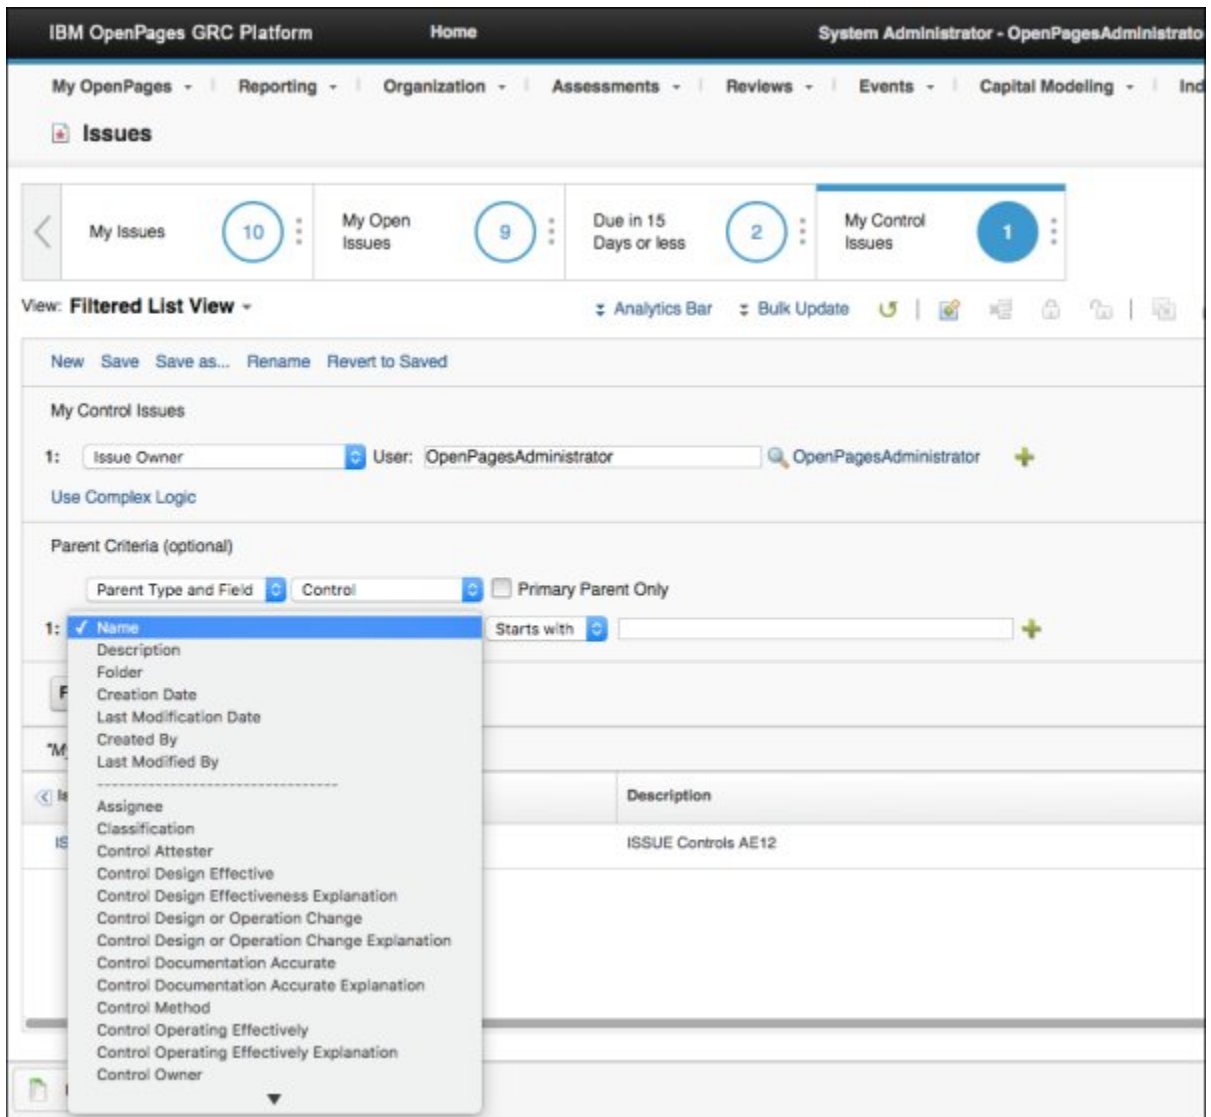 IBM OpenPages GRC Platform Home System Administrator - OpenPagesAdministrato
My OpenPages Reporting Organization Assessments Reviews Events Capital Modeling Ind
Issues
My Issues 10 My Open Issues 9 Due in 15 Days or less 2 My Control Issues 1
View: Filtered List View Analytics Bar Bulk Update
New Save Save as... Rename Revert to Saved
My Control Issues
1: Issue Owner User: OpenPagesAdministrator OpenPagesAdministrator
Use Complex Logic
Parent Criteria (optional)
Parent Type and Field Control Primary Parent Only
1: ✓ Name Starts with
Description
Folder
Creation Date
Last Modification Date
Created By
Last Modified By
---------------------------------
Assignee
Classification
Control Attester
Control Design Effective
Control Design Effectiveness Explanation
Control Design or Operation Change
Control Design or Operation Change Explanation
Control Documentation Accurate
Control Documentation Accurate Explanation
Control Method
Control Operating Effectively
Control Operating Effectively Explanation
Control Owner
F
"M
Is Description
IS ISSUE Controls AE12